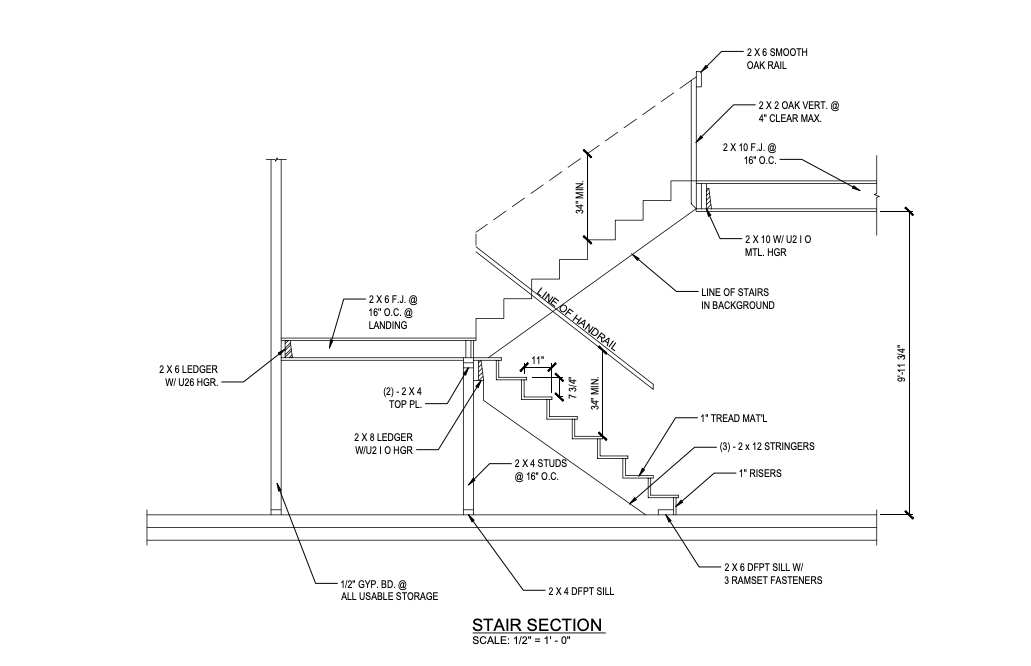 2 X 6 SMOOTH
OAK RAIL
2 X 2 OAK VERT. @
4" CLEAR MAX.
2 X 10 F.J. @
16" O.C.
34" MIN.
2 X 10 W/ U2 I O
MTL. HGR
LINE OF STAIRS
IN BACKGROUND
LINE OF HANDRAIL
2 X 6 F.J. @
16" O.C. @
LANDING
2 X 6 LEDGER
W/ U26 HGR.
(2) - 2 X 4
TOP PL.
11"
7 3/4"
34" MIN.
9'-11 3/4"
2 X 8 LEDGER
W/U2 I O HGR
2 X 4 STUDS
@ 16" O.C.
1" TREAD MAT'L
(3) - 2 x 12 STRINGERS
1" RISERS
2 X 6 DFPT SILL W/
3 RAMSET FASTENERS
1/2" GYP. BD. @
ALL USABLE STORAGE
2 X 4 DFPT SILL
STAIR SECTION
SCALE: 1/2" = 1' - 0"